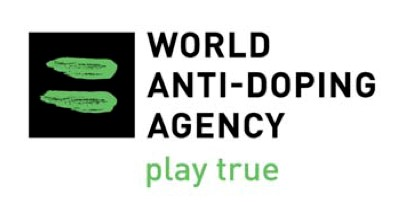 WORLD
ANTI-DOPING
AGENCY
play true